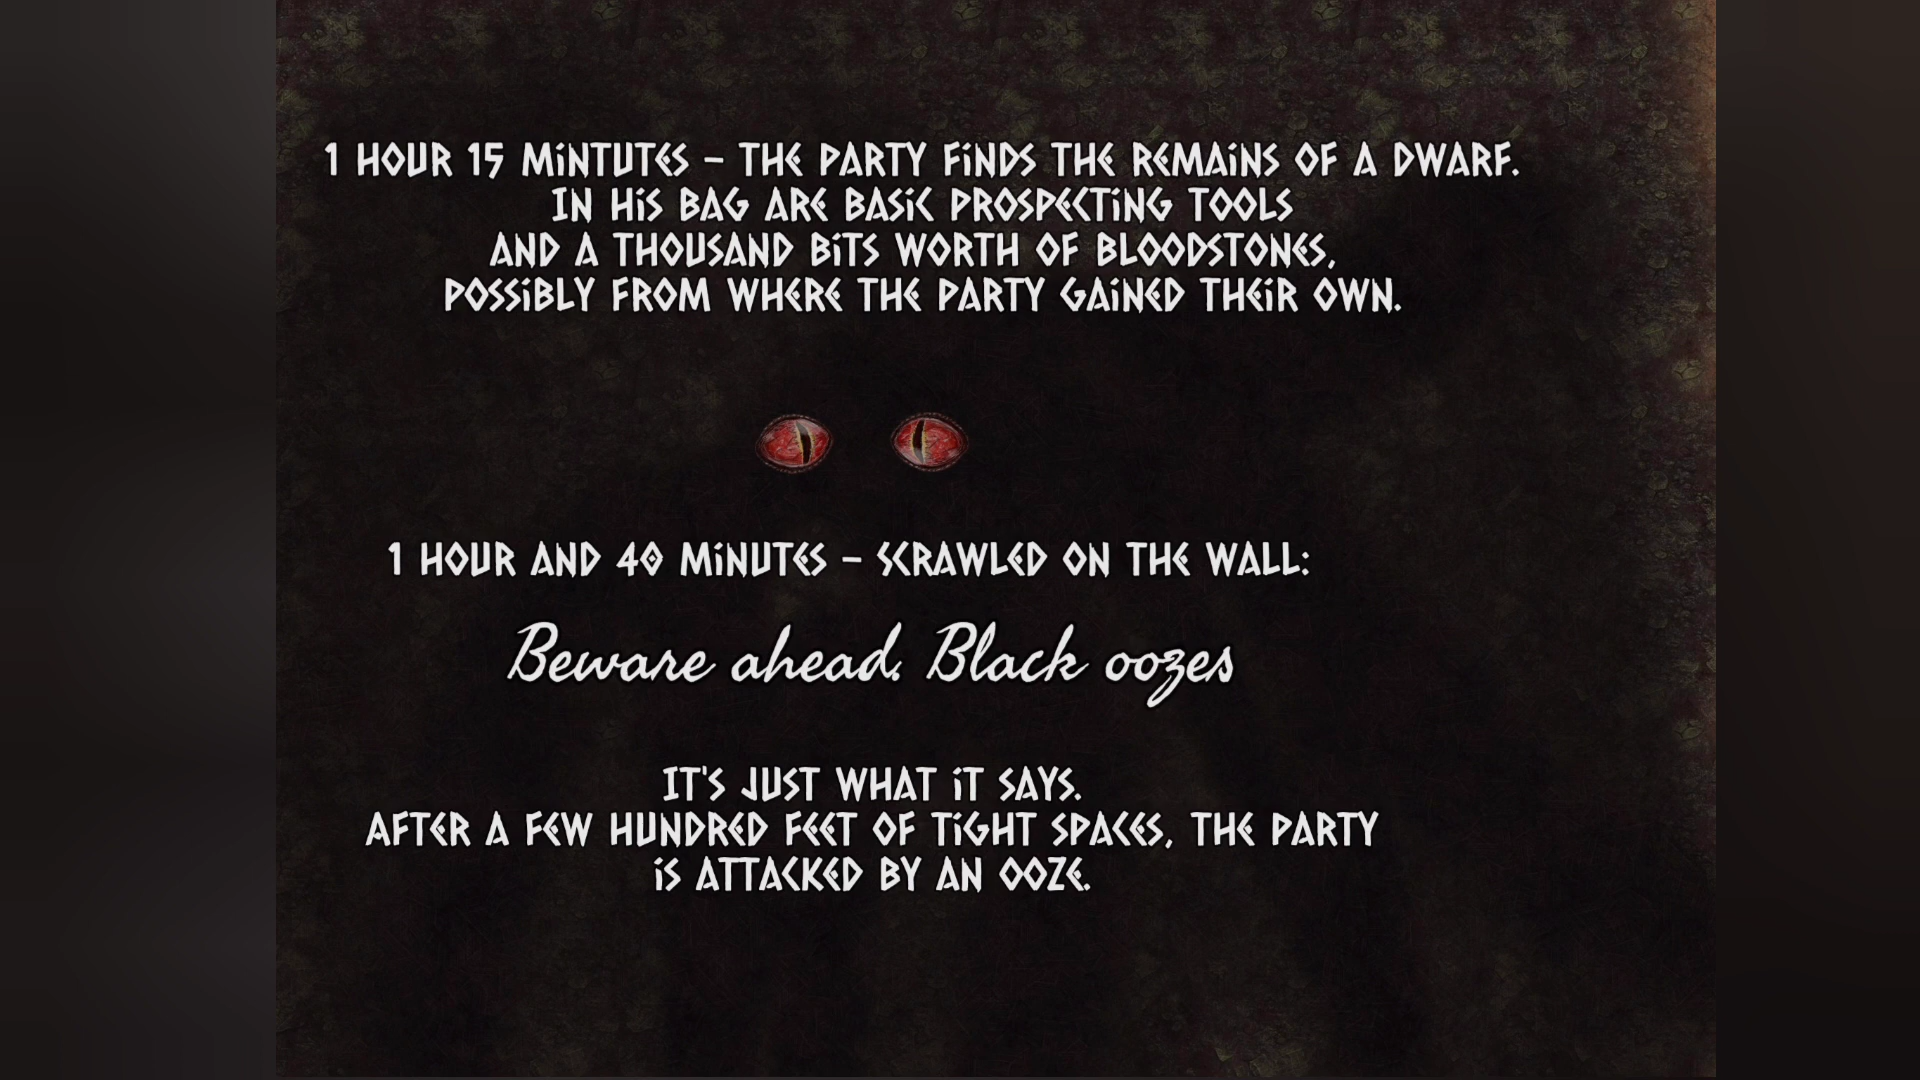 1 HOUR 15 MiNTUTES – THE PARTY FiNDS THE REMAiNS OF A DWARF.
IN HiS BAG ARE BASiC PROSPECTiNG TOOLS
AND A THOUSAND BiTS WORTH OF BLOODSTONES,
POSSiBLY FROM WHERE THE PARTY GAiNED THEiR OWN.
1 HOUR AND 40 MiNUTES – SCRAWLED ON THE WALL:
Beware ahead. Black oozes
IT'S JUST WHAT iT SAYS.
AFTER A FEW HUNDRED FEET OF TiGHT SPACES, THE PARTY
iS ATTACKED BY AN OOZE.